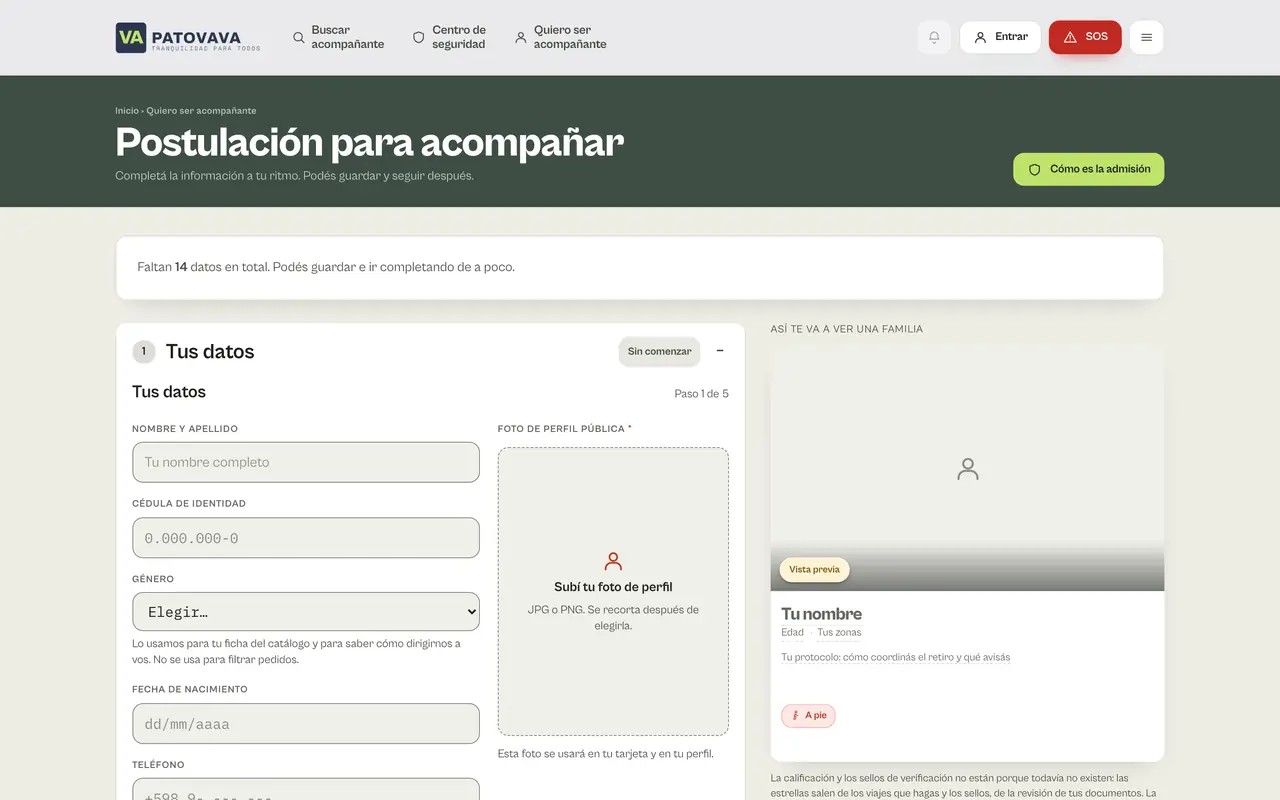 VA PATOVAVA
TRANQUILIDAD PARA TODOS
Buscar
acompañante
Centro de
seguridad
Quiero ser
acompañante
Entrar
SOS
Inicio › Quiero ser acompañante
Postulación para acompañar
Completá la información a tu ritmo. Podés guardar y seguir después.
Cómo es la admisión
Faltan 14 datos en total. Podés guardar e ir completando de a poco.
1 Tus datos
Sin comenzar
–
Tus datos
Paso 1 de 5
NOMBRE Y APELLIDO
Tu nombre completo
CÉDULA DE IDENTIDAD
0.000.000-0
GÉNERO
Elegir…
Lo usamos para tu ficha del catálogo y para saber cómo dirigirnos a
vos. No se usa para filtrar pedidos.
FECHA DE NACIMIENTO
dd/mm/aaaa
TELÉFONO
+598 9- --- ---
FOTO DE PERFIL PÚBLICA *
Subí tu foto de perfil
JPG o PNG. Se recorta después de
elegirla.
Esta foto se usará en tu tarjeta y en tu perfil.
ASÍ TE VA A VER UNA FAMILIA
Vista previa
Tu nombre
Edad · Tus zonas
Tu protocolo: cómo coordinás el retiro y qué avisás
A pie
La calificación y los sellos de verificación no están porque todavía no existen: las
estrellas salen de los viajes que hagas y los sellos, de la revisión de tus documentos. La